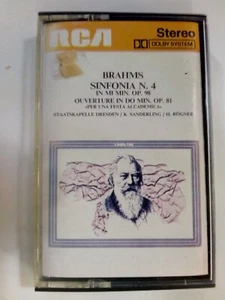 RCA
Stereo
DOLBY SYSTEM
BRAHMS
SINFONIA N. 4
IN MI MIN. OP. 98
OUVERTURE IN DO MIN. OP. 81
«PER UNA FESTA ACCADEMICA»
STAATSKAPELLE DRESDEN / K. SANDERLING / H. RÖGNER